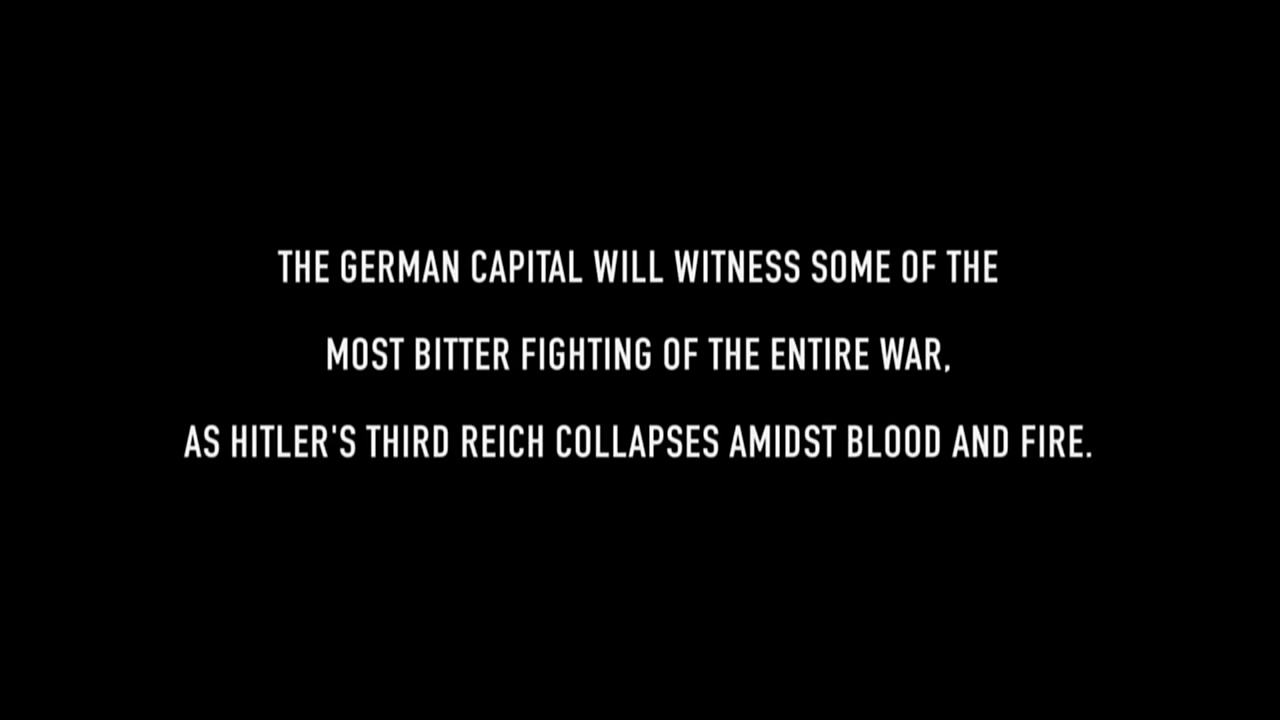 THE GERMAN CAPITAL WILL WITNESS SOME OF THE
MOST BITTER FIGHTING OF THE ENTIRE WAR,
AS HITLER'S THIRD REICH COLLAPSES AMIDST BLOOD AND FIRE.